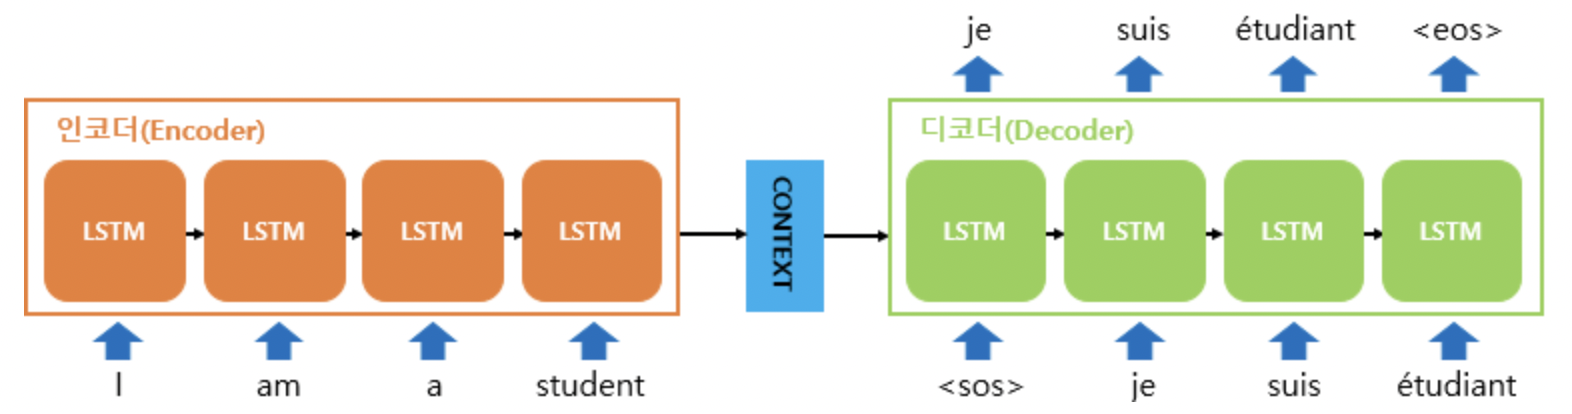 je suis étudiant <eos>
인코더(Encoder)
디코더(Decoder)
LSTM LSTM LSTM LSTM
CONTEXT
LSTM LSTM LSTM LSTM
I am a student
<sos> je suis étudiant